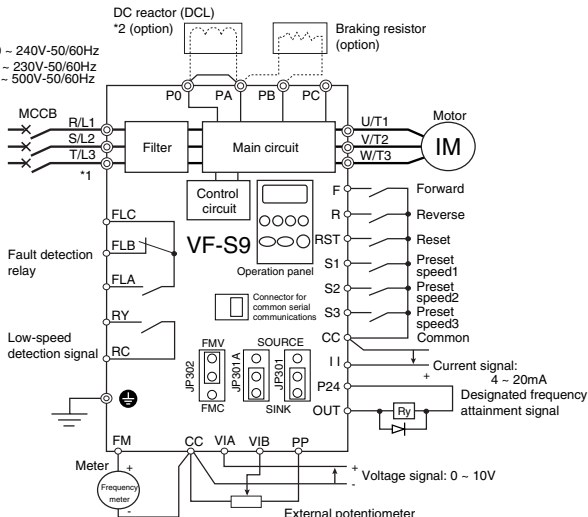 DC reactor (DCL)
*2 (option)
Braking resistor
(option)
~ 240V-50/60Hz
~ 230V-50/60Hz
~ 500V-50/60Hz
P0 PA PB PC
MCCB
R/L1
S/L2
T/L3
*1
Filter
Main circuit
U/T1
V/T2
W/T3
Motor
IM
Control
circuit
VF-S9
Operation panel
F Forward
R Reverse
RST Reset
S1 Preset
speed1
S2 Preset
speed2
S3 Preset
speed3
CC Common
FLC
FLB
FLA
Fault detection
relay
RY
RC
Low-speed
detection signal
Connector for
common serial
communications
FMV
JP302
FMC
SOURCE
JP301A
JP301
SINK
II
Current signal:
4 ~ 20mA
+
-
P24
OUT
Ry
Designated frequency
attainment signal
FM CC VIA VIB PP
Meter
+
Frequency
meter
-
+
Voltage signal: 0 ~ 10V
-
External potentiometer